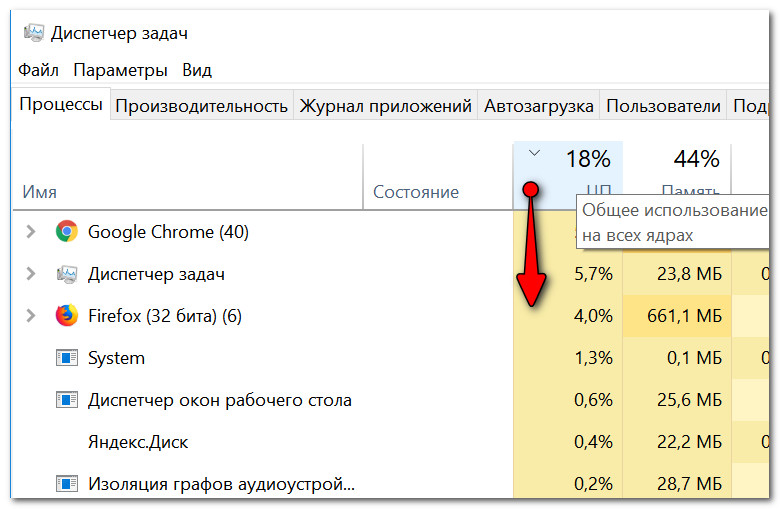 Диспетчер задач
Файл Параметры Вид
Процессы Производительность Журнал приложений Автозагрузка Пользователи
18% 44%
Имя Состояние ЦП Память
Общее использование
на всех ядрах
Google Chrome (40)
Диспетчер задач 5,7% 23,8 МБ 0
Firefox (32 бита) (6) 4,0% 661,1 МБ
System 1,3% 0,1 МБ 0
Диспетчер окон рабочего стола 0,6% 25,6 МБ
Яндекс.Диск 0,4% 22,2 МБ 0
Изоляция графов аудиоустрой... 0,2% 28,7 МБ